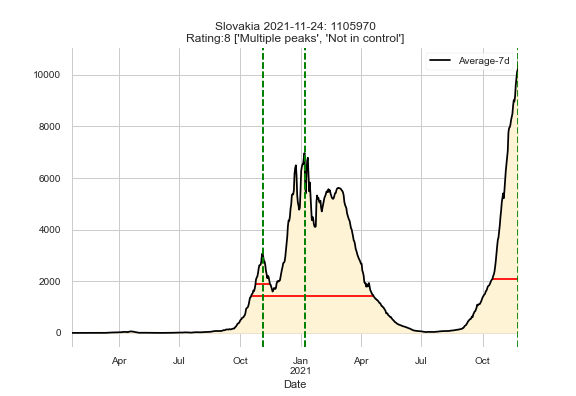 Slovakia 2021-11-24: 1105970
Rating:8 ['Multiple peaks', 'Not in control']
Average-7d
10000
8000
6000
4000
2000
0
Apr
Jul
Oct
Jan
2021
Apr
Jul
Oct
Date